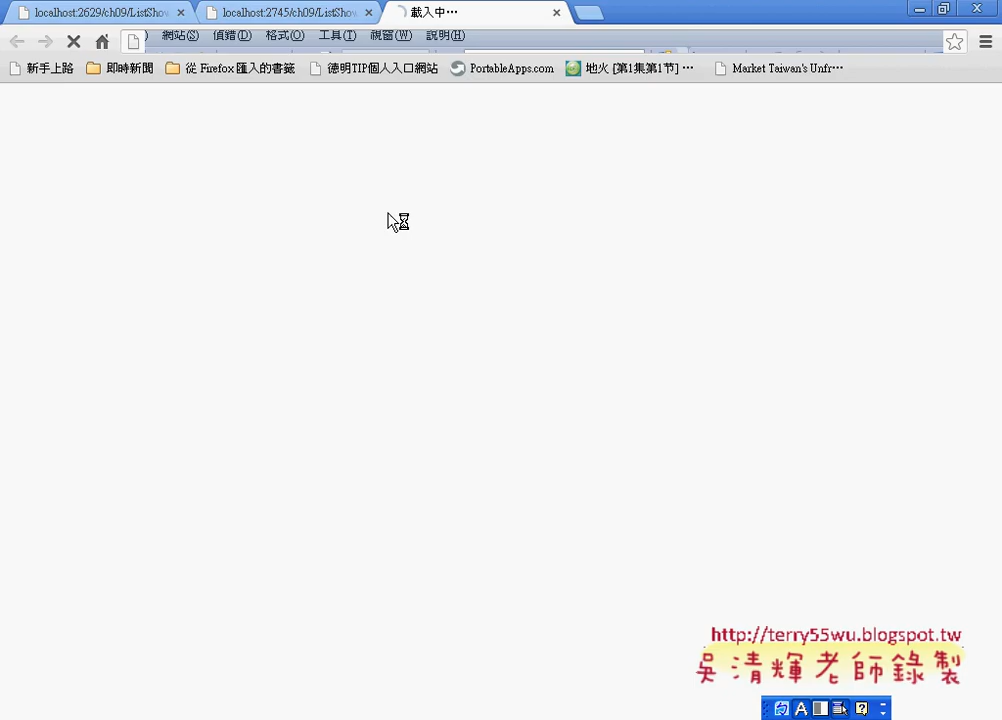 localhost:2629/ch09/ListShov
localhost:2745/ch09/ListShov
載入中…
網站(S) 偵錯(D) 格式(O) 工具(T) 視窗(W) 說明(H)
新手上路 即時新聞 從 Firefox 匯入的書籤 德明TIP個人入口網站 PortableApps.com 地火 [第1集第1节] … Market Taiwan's Unfr…
http://terry55wu.blogspot.tw
吳清輝老師錄製